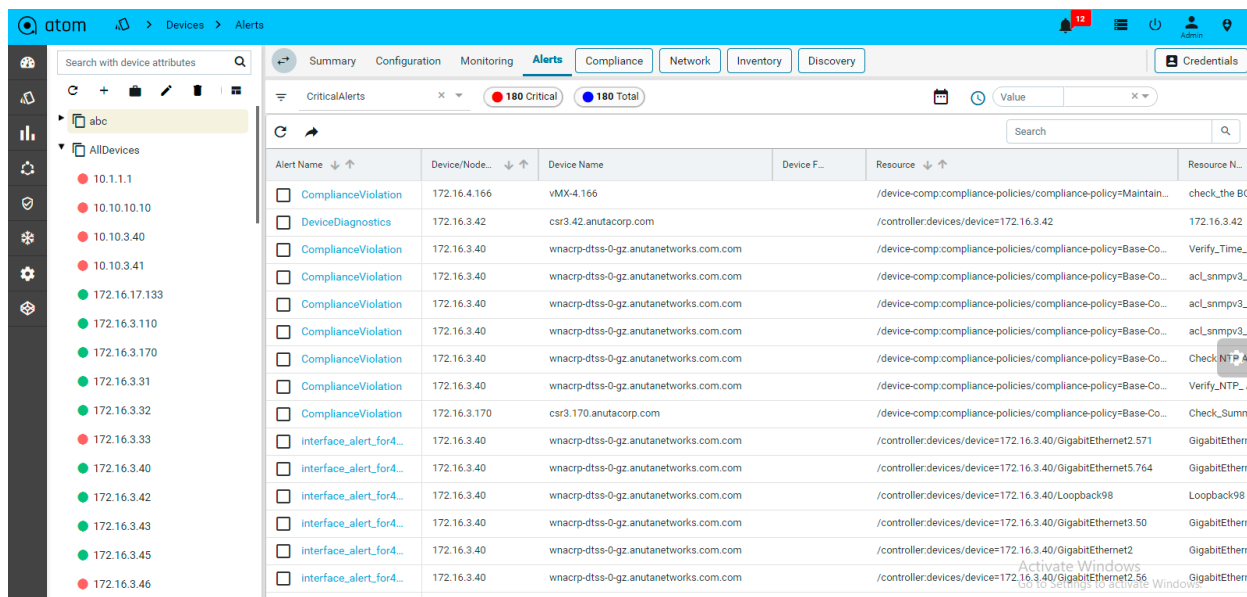 atom > Devices > Alerts 12 Admin
Search with device attributes
Summary Configuration Monitoring Alerts Compliance Network Inventory Discovery Credentials
CriticalAlerts 180 Critical 180 Total Value
Search
abc
AllDevices
10.1.1.1
10.10.10.10
10.10.3.40
10.10.3.41
172.16.17.133
172.16.3.110
172.16.3.170
172.16.3.31
172.16.3.32
172.16.3.33
172.16.3.40
172.16.3.42
172.16.3.43
172.16.3.45
172.16.3.46
Alert Name Device/Node... Device Name Device F... Resource Resource N...
ComplianceViolation 172.16.4.166 vMX-4.166 /device-comp:compliance-policies/compliance-policy=Maintain... check_the BG
DeviceDiagnostics 172.16.3.42 csr3.42.anutacorp.com /controller:devices/device=172.16.3.42 172.16.3.42
ComplianceViolation 172.16.3.40 wnacrp-dtss-0-gz.anutanetworks.com.com /device-comp:compliance-policies/compliance-policy=Base-Co... Verify_Time_
ComplianceViolation 172.16.3.40 wnacrp-dtss-0-gz.anutanetworks.com.com /device-comp:compliance-policies/compliance-policy=Base-Co... acl_snmpv3_
ComplianceViolation 172.16.3.40 wnacrp-dtss-0-gz.anutanetworks.com.com /device-comp:compliance-policies/compliance-policy=Base-Co... acl_snmpv3_
ComplianceViolation 172.16.3.40 wnacrp-dtss-0-gz.anutanetworks.com.com /device-comp:compliance-policies/compliance-policy=Base-Co... acl_snmpv3_
ComplianceViolation 172.16.3.40 wnacrp-dtss-0-gz.anutanetworks.com.com /device-comp:compliance-policies/compliance-policy=Base-Co... Check NTP A
ComplianceViolation 172.16.3.40 wnacrp-dtss-0-gz.anutanetworks.com.com /device-comp:compliance-policies/compliance-policy=Base-Co... Verify_NTP_
ComplianceViolation 172.16.3.170 csr3.170.anutacorp.com /device-comp:compliance-policies/compliance-policy=Base-Co... Check_Summ
interface_alert_for4... 172.16.3.40 wnacrp-dtss-0-gz.anutanetworks.com.com /controller:devices/device=172.16.3.40/GigabitEthernet2.571 GigabitEthern
interface_alert_for4... 172.16.3.40 wnacrp-dtss-0-gz.anutanetworks.com.com /controller:devices/device=172.16.3.40/GigabitEthernet5.764 GigabitEthern
interface_alert_for4... 172.16.3.40 wnacrp-dtss-0-gz.anutanetworks.com.com /controller:devices/device=172.16.3.40/Loopback98 Loopback98
interface_alert_for4... 172.16.3.40 wnacrp-dtss-0-gz.anutanetworks.com.com /controller:devices/device=172.16.3.40/GigabitEthernet3.50 GigabitEthern
interface_alert_for4... 172.16.3.40 wnacrp-dtss-0-gz.anutanetworks.com.com /controller:devices/device=172.16.3.40/GigabitEthernet2 GigabitEthern
interface_alert_for4... 172.16.3.40 wnacrp-dtss-0-gz.anutanetworks.com.com /controller:devices/device=172.16.3.40/GigabitEthernet2.56 GigabitEthern
Activate Windows
Go to Settings to activate Windows.